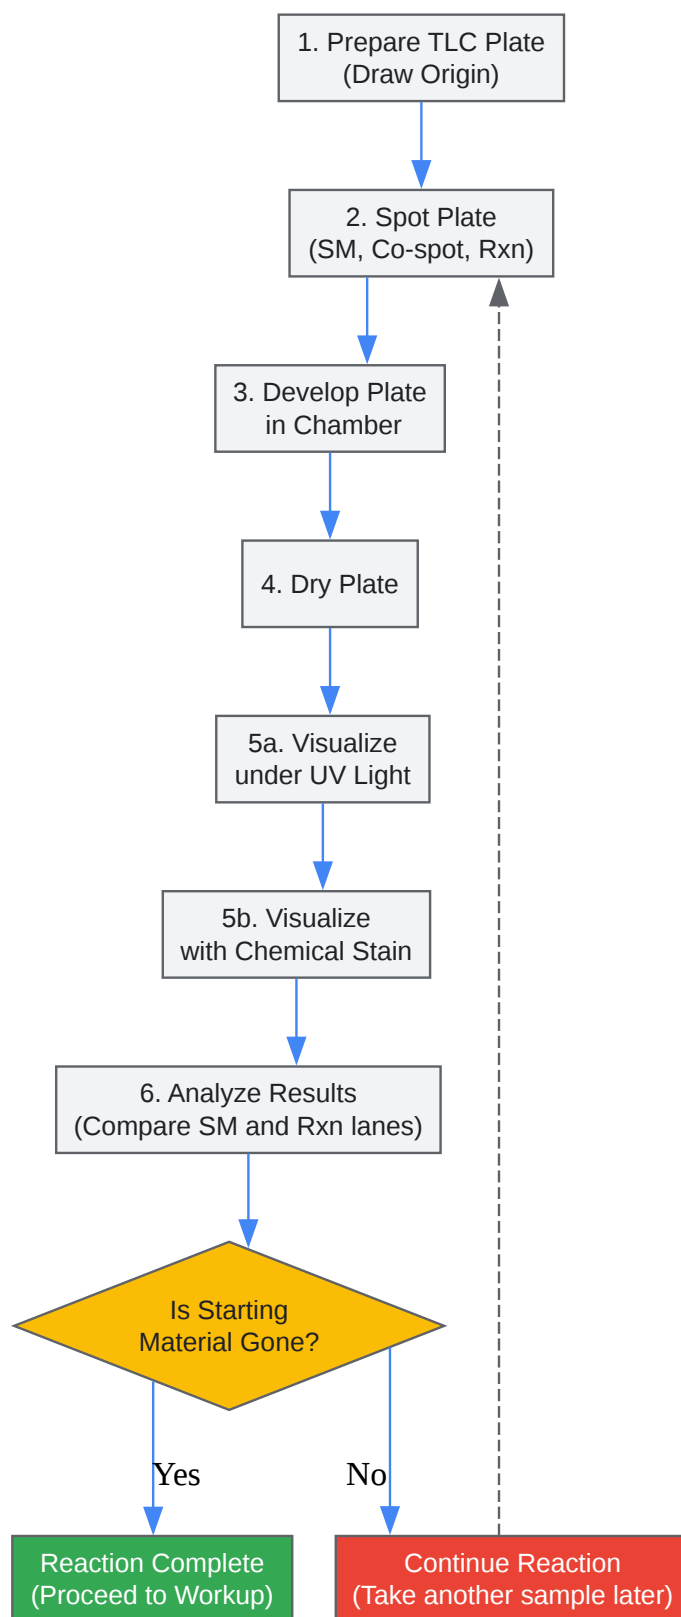 1. Prepare TLC Plate
(Draw Origin)
2. Spot Plate
(SM, Co-spot, Rxn)
3. Develop Plate
in Chamber
4. Dry Plate
5a. Visualize
under UV Light
5b. Visualize
with Chemical Stain
6. Analyze Results
(Compare SM and Rxn lanes)
Is Starting
Material Gone?
Yes
No
Reaction Complete
(Proceed to Workup)
Continue Reaction
(Take another sample later)